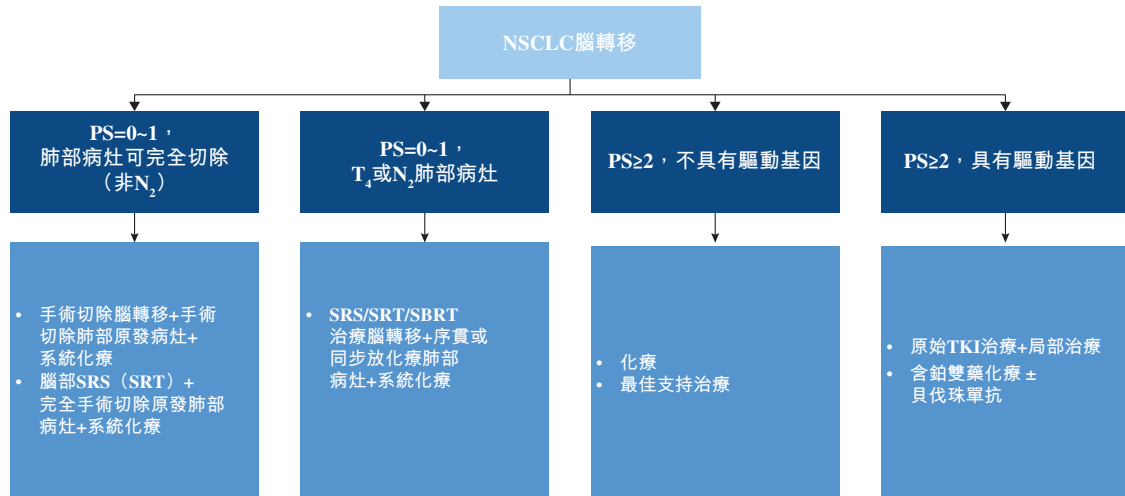 NSCLC腦轉移
PS=0~1，
肺部病灶可完全切除
（非N₂）
PS=0~1，
T₄或N₂肺部病灶
PS≥2，不具有驅動基因
PS≥2，具有驅動基因
• 手術切除腦轉移+手術
切除肺部原發病灶+
系統化療
• 腦部SRS（SRT）+
完全手術切除原發肺部
病灶+系統化療
• SRS/SRT/SBRT
治療腦轉移+序貫或
同步放化療肺部
病灶+系統化療
• 化療
• 最佳支持治療
• 原始TKI治療+局部治療
• 含鉑雙藥化療 ±
貝伐珠單抗